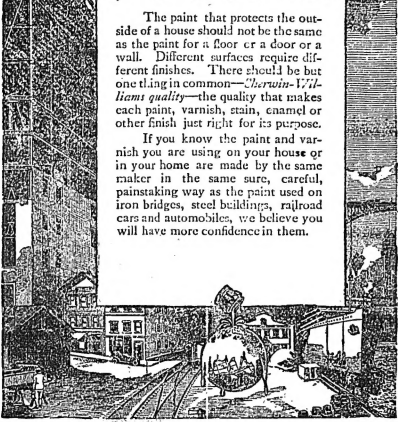 The paint that protects the out-
side of a house should not be the same
as the paint for a floor or a door or a
wall. Different surfaces require dif-
ferent finishes. There should be but
one thing in common—Sherwin-Wil-
liams quality—the quality that makes
each paint, varnish, stain, enamel or
other finish just right for its purpose.
If you know the paint and var-
nish you are using on your house or
in your home are made by the same
maker in the same sure, careful,
painstaking way as the paint used on
iron bridges, steel buildings, railroad
cars and automobiles, we believe you
will have more confidence in them.